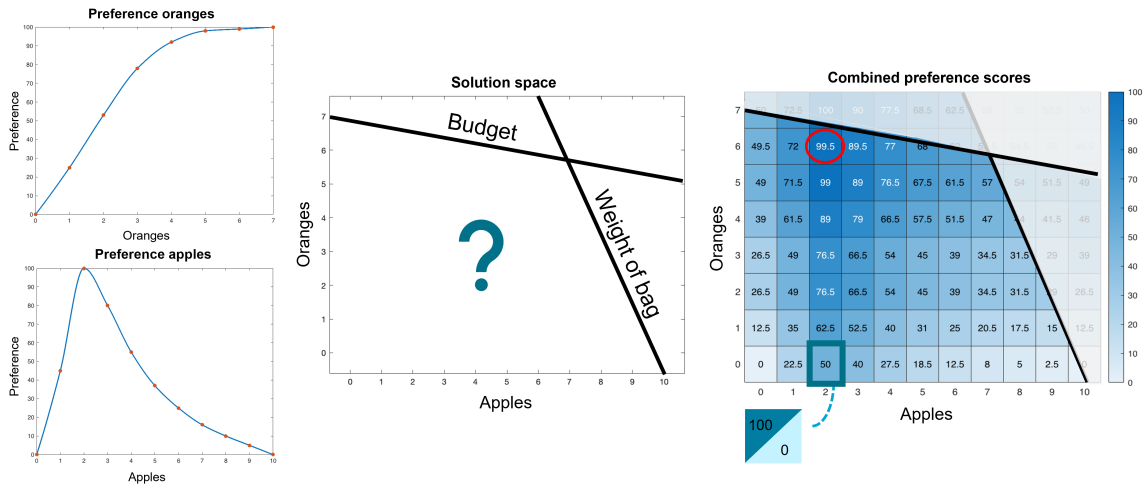 Preference oranges
Preference
100
90
80
70
60
50
40
30
20
10
0
0 1 2 3 4 5 6 7
Oranges
Preference apples
Preference
100
90
80
70
60
50
40
30
20
10
0
0 1 2 3 4 5 6 7 8 9 10
Apples
Solution space
Oranges
7
6
5
4
3
2
1
0
Budget
Weight of bag
?
0 1 2 3 4 5 6 7 8 9 10
Apples
Combined preference scores
Oranges
7 72.5 100 90 77.5 68.5 62.5
6 49.5 72 99.5 89.5 77 68
5 49 71.5 99 89 76.5 67.5 61.5 57 54 51.5 49
4 39 61.5 89 79 66.5 57.5 51.5 47 41.5 46
3 26.5 49 76.5 66.5 54 45 39 34.5 31.5 29 39
2 26.5 49 76.5 66.5 54 45 39 34.5 31.5 26.5
1 12.5 35 62.5 52.5 40 31 25 20.5 17.5 15 12.5
0 0 22.5 50 40 27.5 18.5 12.5 8 5 2.5
0 1 2 3 4 5 6 7 8 9 10
Apples
100
90
80
70
60
50
40
30
20
10
0
100
0